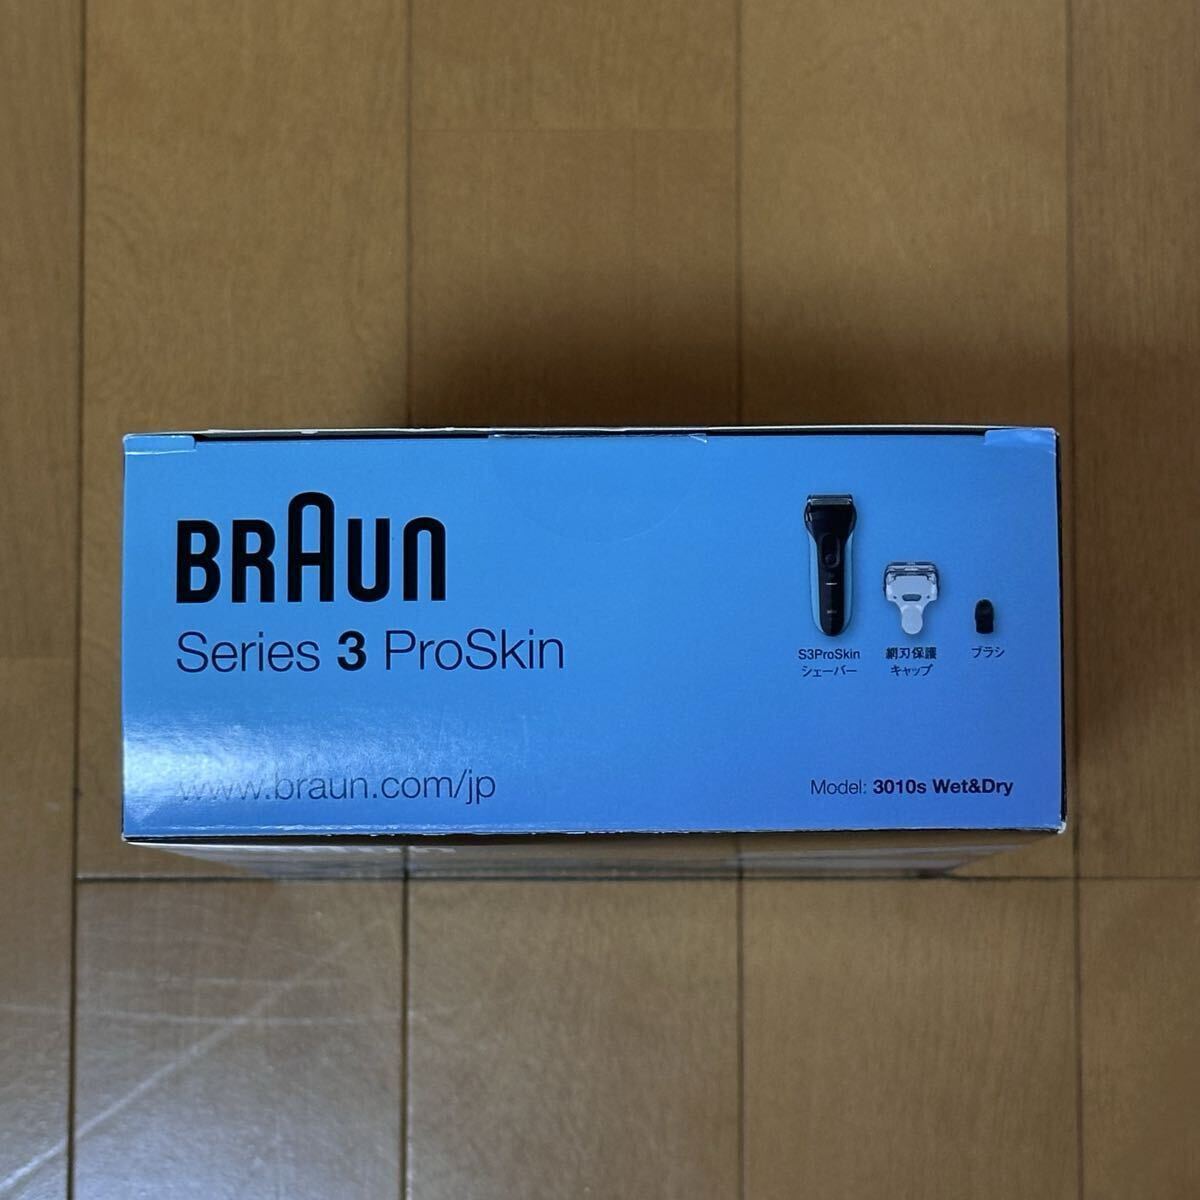 BRAUN
Series 3 ProSkin
S3ProSkin
シェーバー
網刃保護
キャップ
ブラシ
www.braun.com/jp
Model: 3010s Wet&Dry